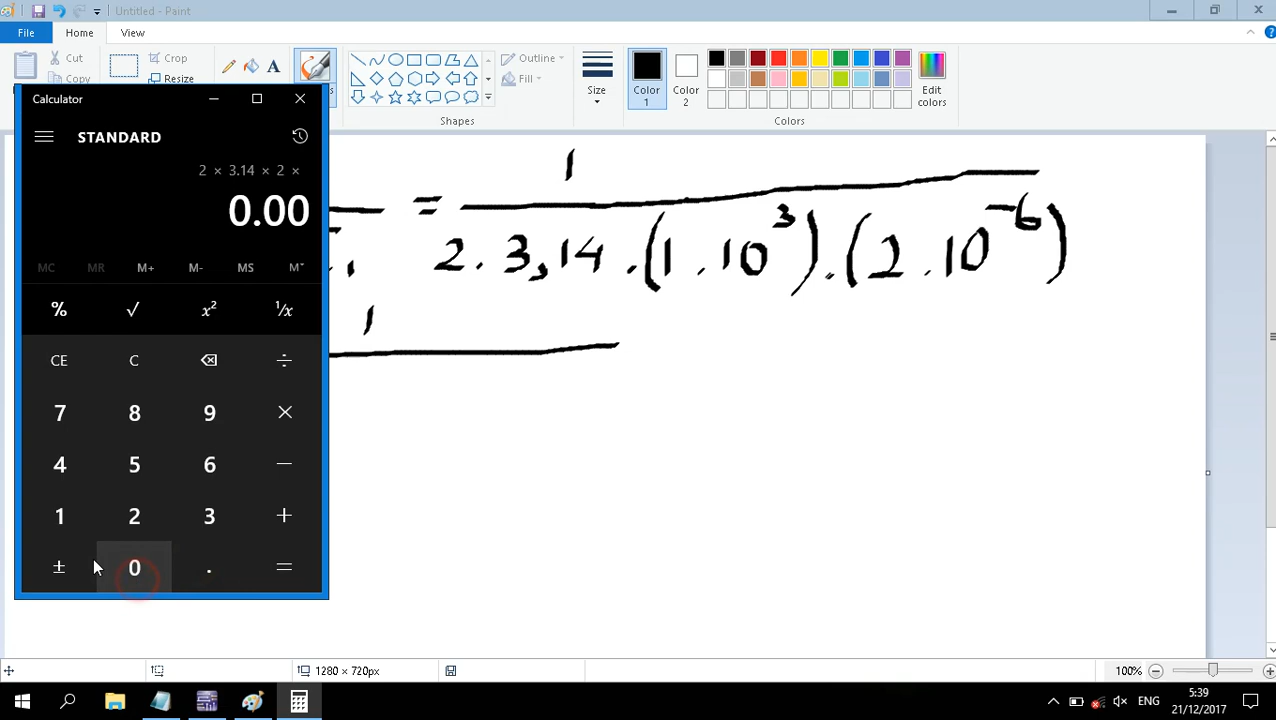 Untitled - Paint
File
Home
View
Cut
Copy
Crop
Resize
Outline
Fill
Size
Color 1
Color 2
Edit colors
Shapes
Colors
Calculator
STANDARD
2 × 3.14 × 2 ×
0.00
MC MR M+ M- MS M˅
% √ x² ¹/x
CE C ÷
7 8 9 ×
4 5 6 −
1 2 3 +
± 0 . =
= 1
2 . 3,14 . (1 . 10³) . (2 . 10⁻⁶)
1
1280 × 720px
100%
ENG
5:39
21/12/2017